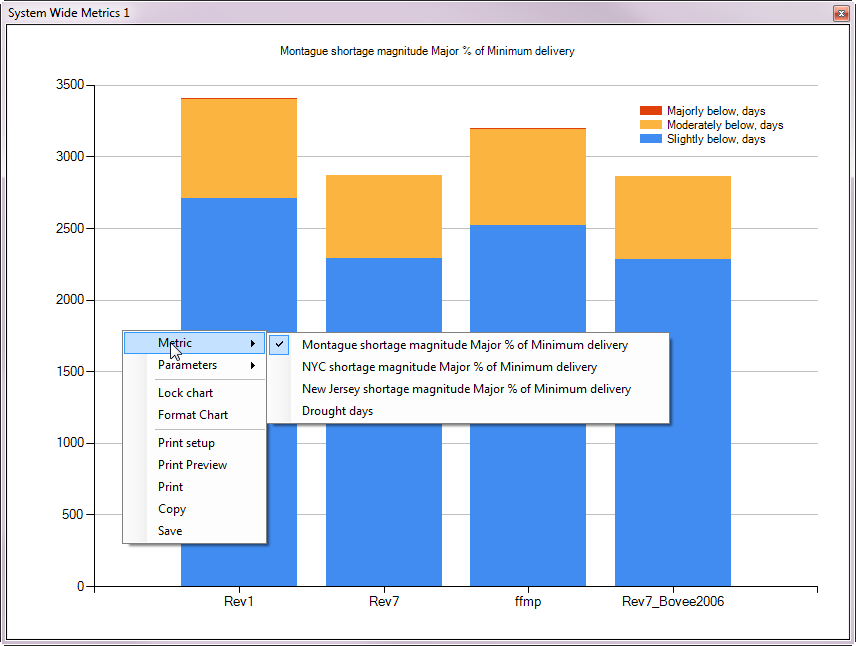 System Wide Metrics 1
Montague shortage magnitude Major % of Minimum delivery
3500
3000
2500
2000
1500
1000
500
0
Majorly below, days
Moderately below, days
Slightly below, days
Metric
Parameters
Lock chart
Format Chart
Print setup
Print Preview
Print
Copy
Save
Montague shortage magnitude Major % of Minimum delivery
NYC shortage magnitude Major % of Minimum delivery
New Jersey shortage magnitude Major % of Minimum delivery
Drought days
Rev1
Rev7
ffmp
Rev7_Bovee2006